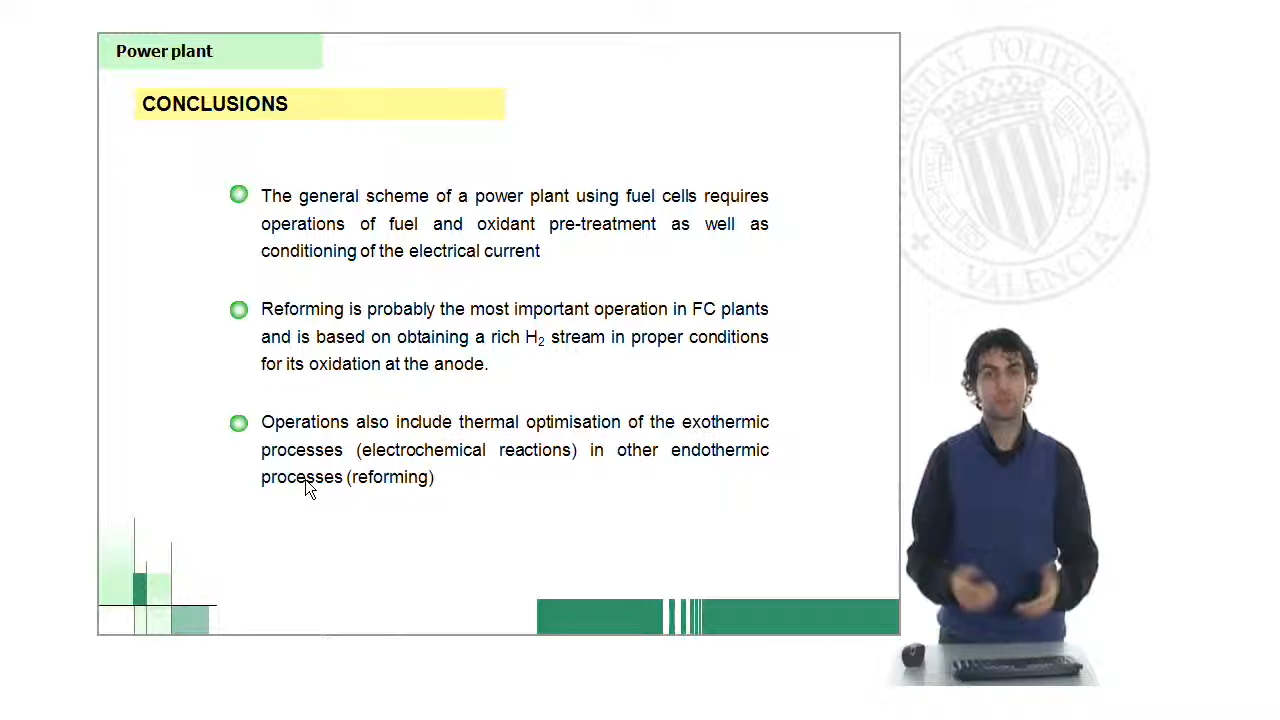 Power plant
CONCLUSIONS
The general scheme of a power plant using fuel cells requires
operations of fuel and oxidant pre-treatment as well as
conditioning of the electrical current
Reforming is probably the most important operation in FC plants
and is based on obtaining a rich H₂ stream in proper conditions
for its oxidation at the anode.
Operations also include thermal optimisation of the exothermic
processes (electrochemical reactions) in other endothermic
processes (reforming)
POLITECNICA
VALENCIA